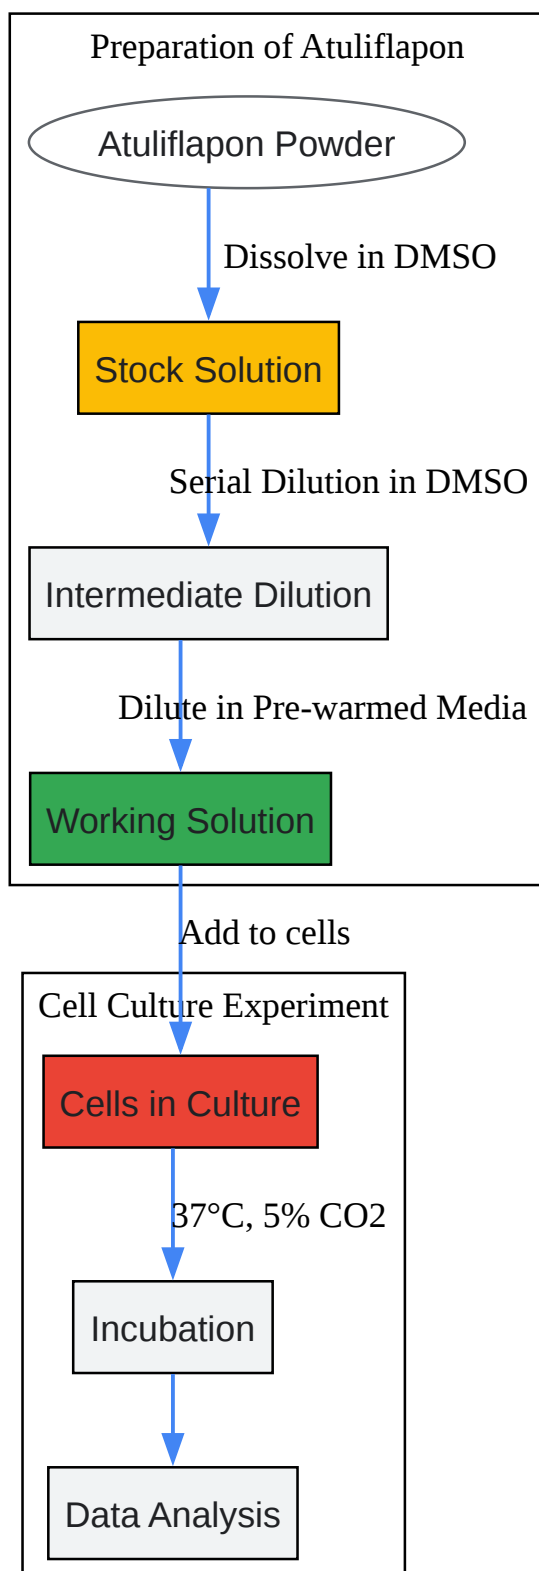 Preparation of Atuliflapon
Atuliflapon Powder
Dissolve in DMSO
Stock Solution
Serial Dilution in DMSO
Intermediate Dilution
Dilute in Pre-warmed Media
Working Solution
Add to cells
Cell Culture Experiment
Cells in Culture
37°C, 5% CO2
Incubation
Data Analysis